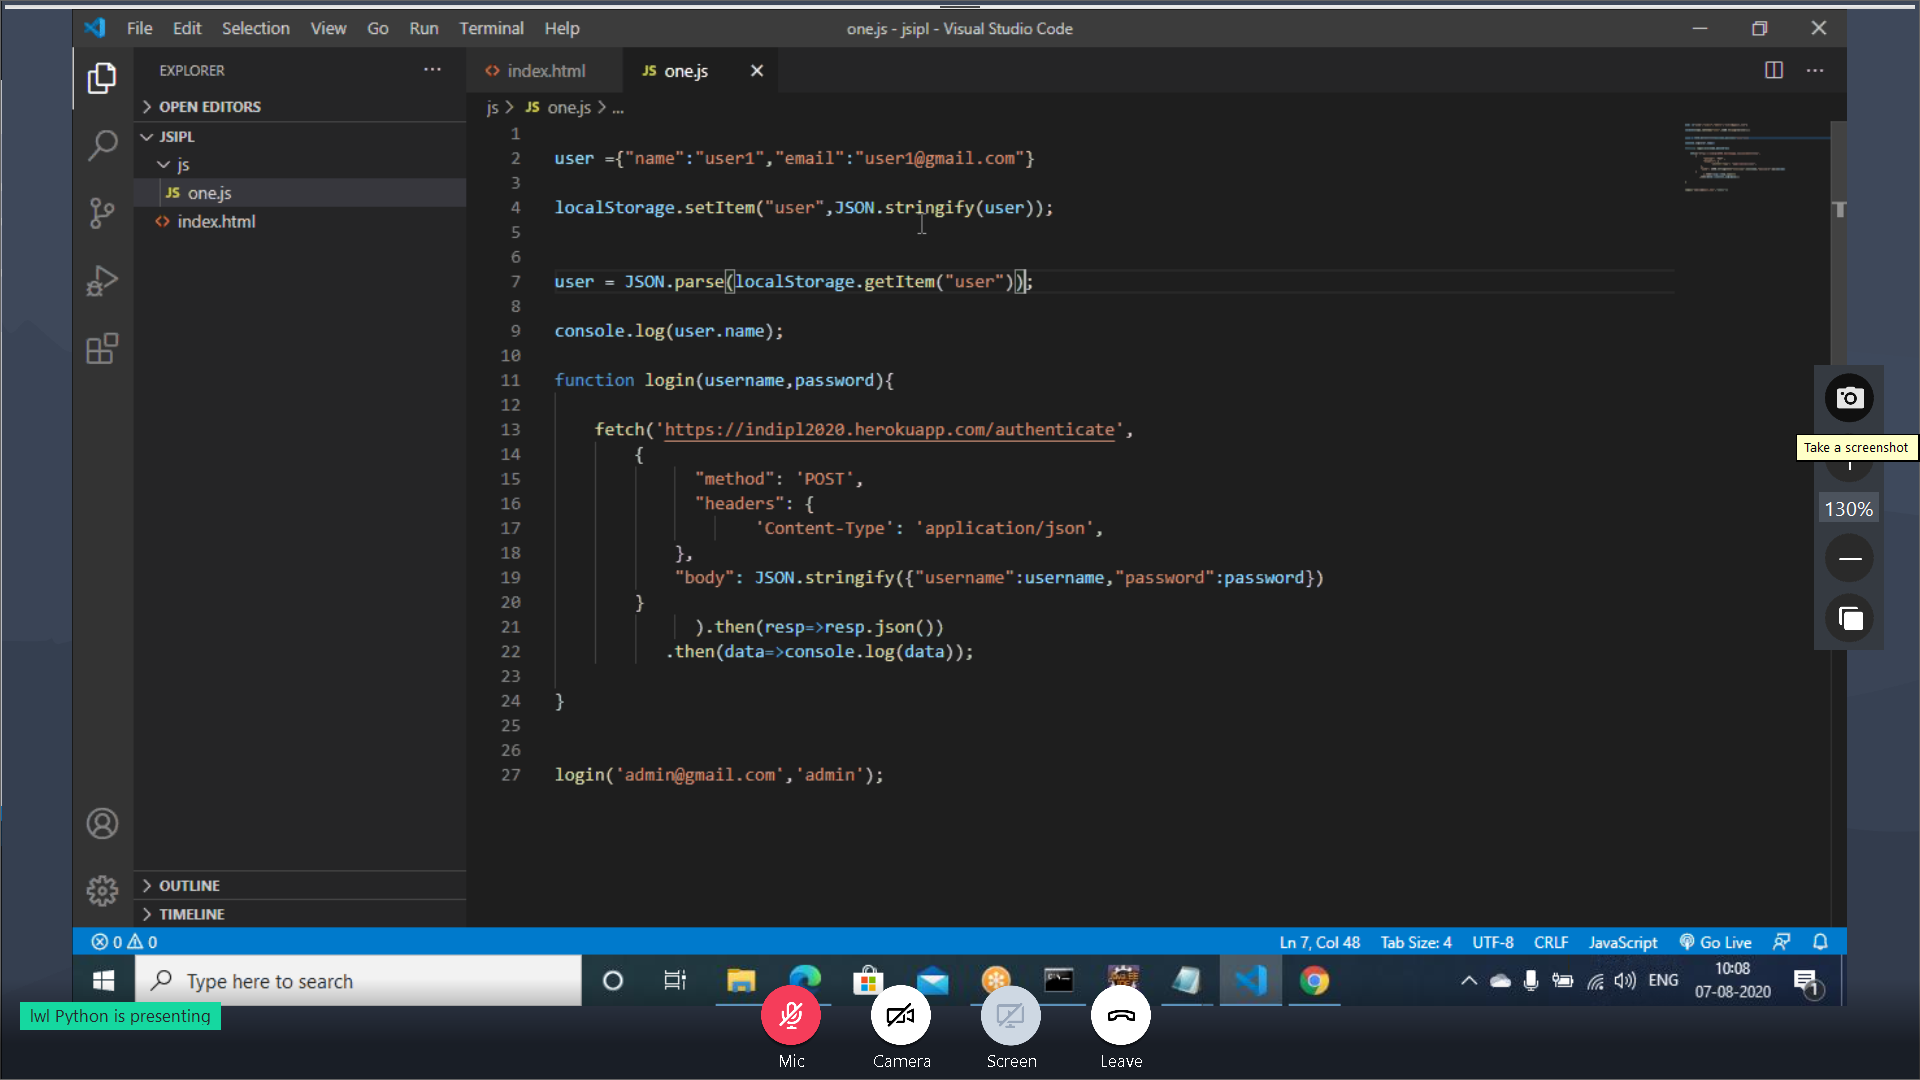 File Edit Selection View Go Run Terminal Help
one.js - jsipl - Visual Studio Code
EXPLORER
OPEN EDITORS
JSIPL
js
JS one.js
index.html
OUTLINE
TIMELINE
index.html
JS one.js
js > JS one.js > ...
1
2 user ={"name":"user1","email":"user1@gmail.com"}
3
4 localStorage.setItem("user",JSON.stringify(user));
5
6
7 user = JSON.parse(localStorage.getItem("user"));
8
9 console.log(user.name);
10
11 function login(username,password){
12
13 fetch('https://indipl2020.herokuapp.com/authenticate',
14 {
15 "method": 'POST',
16 "headers": {
17 'Content-Type': 'application/json',
18 },
19 "body": JSON.stringify({"username":username,"password":password})
20 }
21 ).then(resp=>resp.json())
22 .then(data=>console.log(data));
23
24 }
25
26
27 login('admin@gmail.com','admin');
Take a screenshot
130%
0 0
Ln 7, Col 48 Tab Size: 4 UTF-8 CRLF JavaScript Go Live
Type here to search
ENG
10:08
07-08-2020
1
lwl Python is presenting
Mic Camera Screen Leave